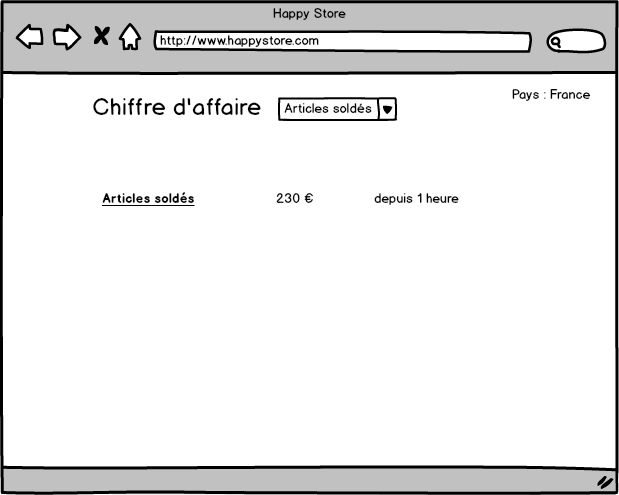 Happy Store
http://www.happystore.com
Pays : France
Chiffre d'affaire
Articles soldés
Articles soldés 230 € depuis 1 heure